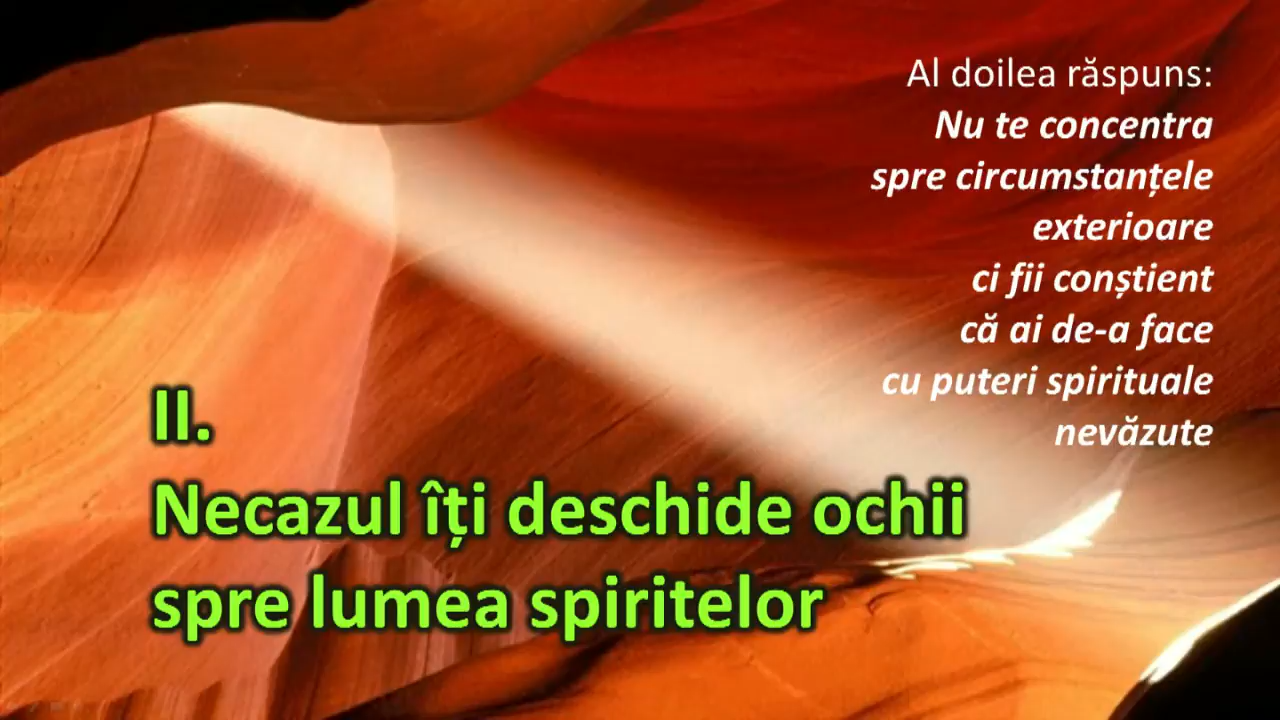 Al doilea răspuns:
Nu te concentra
spre circumstanțele
exterioare
ci fii conștient
că ai de-a face
cu puteri spirituale
nevăzute
II.
Necazul îți deschide ochii
spre lumea spiritelor